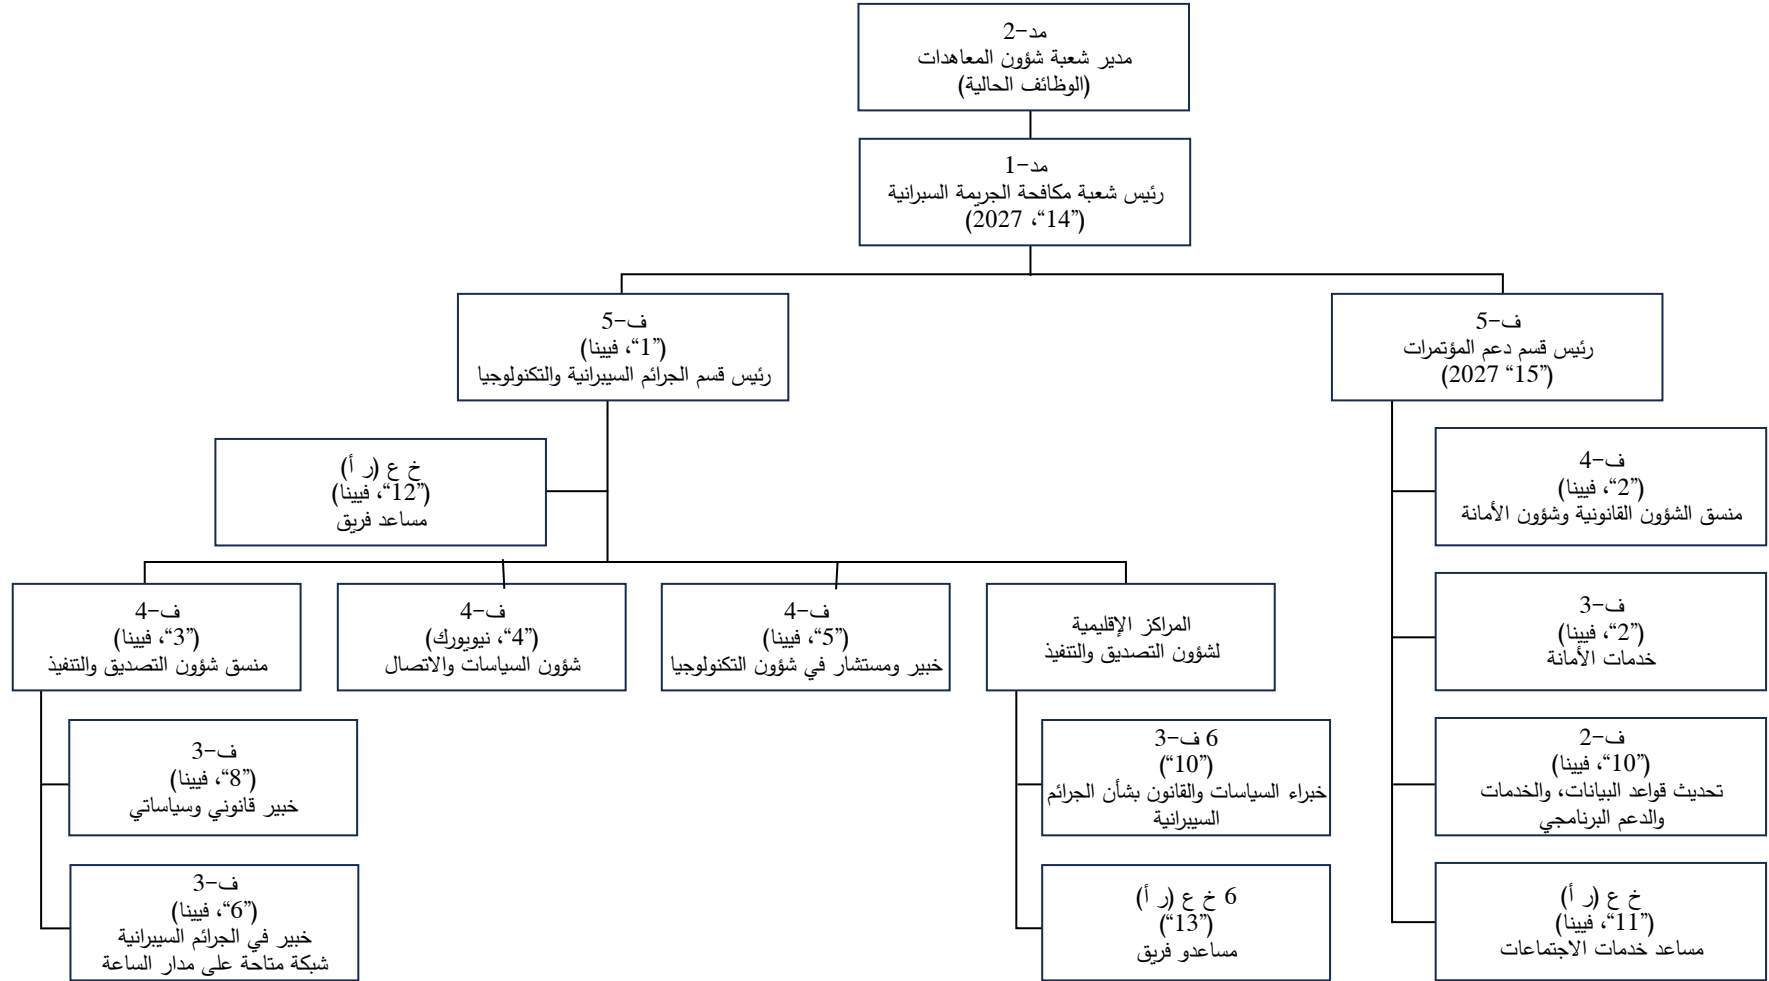 مد-2
مدير شعبة شؤون المعاهدات
(الوظائف الحالية)
مد-1
رئيس شعبة مكافحة الجريمة السبرانية
(”14“، 2027)
ف-5
رئيس قسم دعم المؤتمرات
(”15“ 2027)
ف-5
(”1“، فيينا)
رئيس قسم الجرائم السيبرانية والتكنولوجيا
ف-4
(”2“، فيينا)
منسق الشؤون القانونية وشؤون الأمانة
خ ع (ر أ)
(”12“، فيينا)
مساعد فريق
ف-3
(”2“، فيينا)
خدمات الأمانة
المراكز الإقليمية
لشؤون التصديق والتنفيذ
ف-4
(”5“، فيينا)
خبير ومستشار في شؤون التكنولوجيا
ف-4
(”4“، نيويورك)
شؤون السياسات والاتصال
ف-4
(”3“، فيينا)
منسق شؤون التصديق والتنفيذ
ف-2
(”10“، فيينا)
تحديث قواعد البيانات، والخدمات
والدعم البرنامجي
6 ف-3
(”10“)
خبراء السياسات والقانون بشأن الجرائم
السيبرانية
ف-3
(”8“، فيينا)
خبير قانوني وسياساتي
خ ع (ر أ)
(”11“، فيينا)
مساعد خدمات الاجتماعات
6 خ ع (ر أ)
(”13“)
مساعدو فريق
ف-3
(”6“، فيينا)
خبير في الجرائم السيبرانية
شبكة متاحة على مدار الساعة